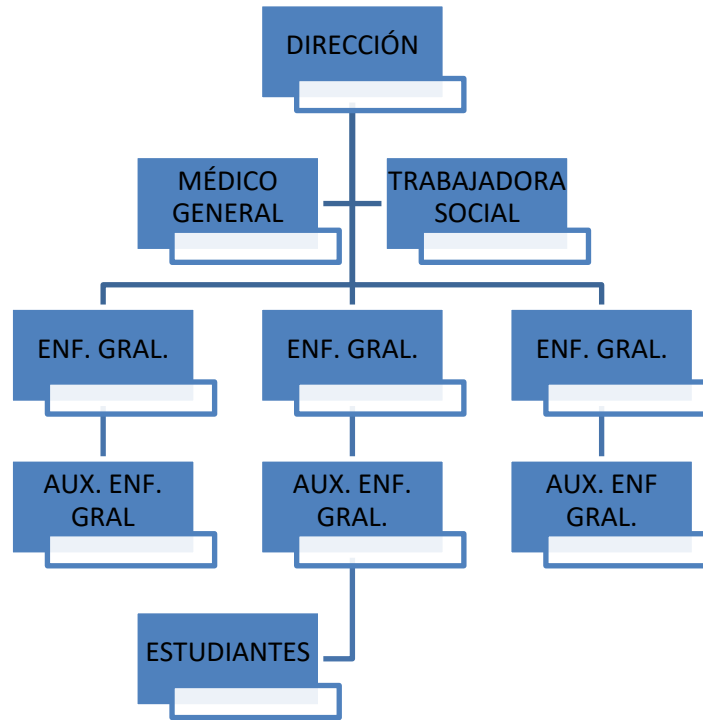 DIRECCIÓN
MÉDICO
GENERAL
TRABAJADORA
SOCIAL
ENF. GRAL.
ENF. GRAL.
ENF. GRAL.
AUX. ENF.
GRAL
AUX. ENF.
GRAL.
AUX. ENF
GRAL.
ESTUDIANTES